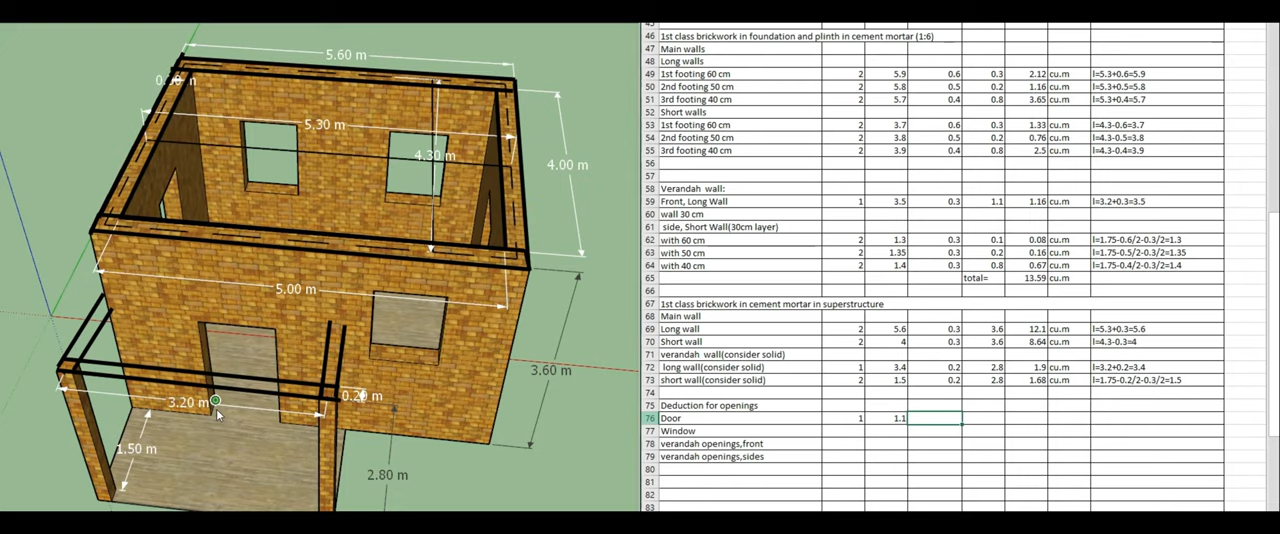 5.60 m
5.30 m
4.30 m
4.00 m
5.00 m
3.60 m
3.20 m
0.20 m
1.50 m
2.80 m
45
46 1st class brickwork in foundation and plinth in cement mortar (1:6)
47 Main walls
48 Long walls
49 1st footing 60 cm 2 5.9 0.6 0.3 2.12 cu.m l=5.3+0.6=5.9
50 2nd footing 50 cm 2 5.8 0.5 0.2 1.16 cu.m l=5.3+0.5=5.8
51 3rd footing 40 cm 2 5.7 0.4 0.8 3.65 cu.m l=5.3+0.4=5.7
52 Short walls
53 1st footing 60 cm 2 3.7 0.6 0.3 1.33 cu.m l=4.3-0.6=3.7
54 2nd footing 50 cm 2 3.8 0.5 0.2 0.76 cu.m l=4.3-0.5=3.8
55 3rd footing 40 cm 2 3.9 0.4 0.8 2.5 cu.m l=4.3-0.4=3.9
56
57
58 Verandah wall:
59 Front, Long Wall 1 3.5 0.3 1.1 1.16 cu.m l=3.2+0.3=3.5
60 wall 30 cm
61 side, Short Wall(30cm layer)
62 with 60 cm 2 1.3 0.3 0.1 0.08 cu.m l=1.75-0.6/2-0.3/2=1.3
63 with 50 cm 2 1.35 0.3 0.2 0.16 cu.m l=1.75-0.5/2-0.3/2=1.35
64 with 40 cm 2 1.4 0.3 0.8 0.67 cu.m l=1.75-0.4/2-0.3/2=1.4
65 total= 13.59 cu.m
66
67 1st class brickwork in cement mortar in superstructure
68 Main wall
69 Long wall 2 5.6 0.3 3.6 12.1 cu.m l=5.3+0.3=5.6
70 Short wall 2 4 0.3 3.6 8.64 cu.m l=4.3-0.3=4
71 verandah wall(consider solid)
72 long wall(consider solid) 1 3.4 0.2 2.8 1.9 cu.m l=3.2+0.2=3.4
73 short wall(consider solid) 2 1.5 0.2 2.8 1.68 cu.m l=1.75-0.2/2-0.3/2=1.5
74
75 Deduction for openings
76 Door 1 1.1
77 Window
78 verandah openings,front
79 verandah openings,sides
80
81
82
83